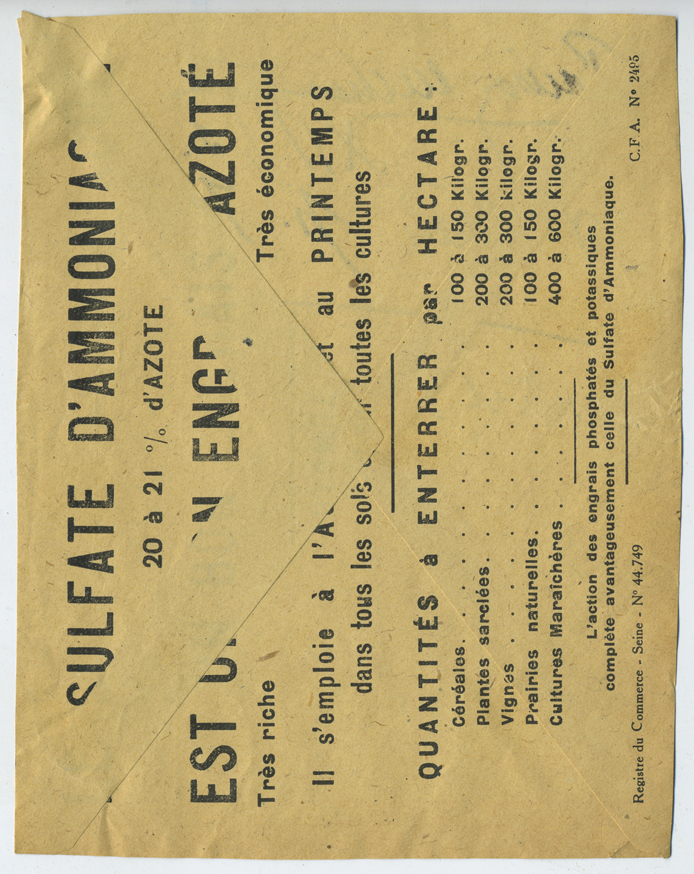 SULFATE D'AMMONIAC
20 à 21 % d'AZOTE
EST UN ENGR AZOTÉ
Très riche Très économique
Il s'emploie à l'A et au PRINTEMPS
dans tous les sols toutes les cultures
QUANTITÉS à ENTERRER par HECTARE :
Céréales. . . . . . . . . . 100 à 150 Kilogr.
Plantes sarclées. . . . . . . . 200 à 300 Kilogr.
Vignes . . . . . . . . . . 200 à 300 kilogr.
Prairies naturelles. . . . . . . 100 à 150 Kilogr.
Cultures Maraîchères . . . . . . 400 à 600 Kilogr.
L'action des engrais phosphatés et potassiques
complète avantageusement celle du Sulfate d'Ammoniaque.
Registre du Commerce - Seine - N° 44.749 C.F.A. N° 2495